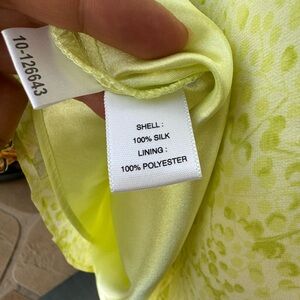 10-126643
SHELL :
100% SILK
LINING :
100% POLYESTER